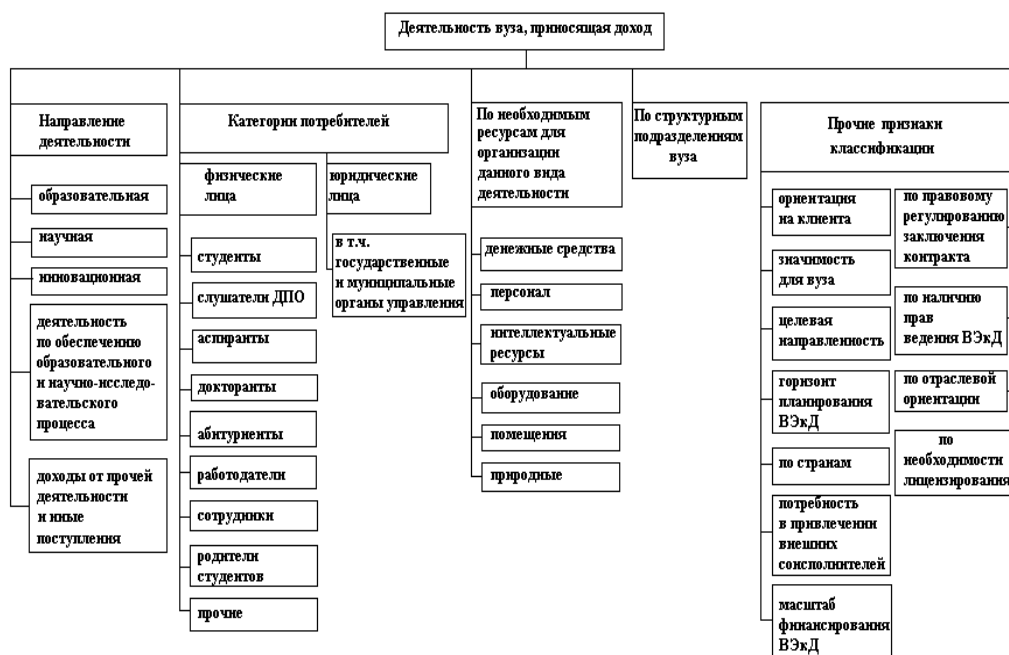 Деятельность вуза, приносящая доход
Направление
деятельности
образовательная
научная
инновационная
деятельность
по обеспечению
образовательного
и научно-исследо-
вательского
процесса
доходы от прочей
деятельности
и иные
поступления
Категории потребителей
физические
лица
студенты
слушатели ДПО
аспиранты
докторанты
абитуриенты
работодатели
сотрудники
родители
студентов
прочие
юридические
лица
в т.ч.
государственные
и муниципальные
органы управления
По необходимым
ресурсам для
организации
данного вида
деятельности
денежные средства
персонал
интеллектуальные
ресурсы
оборудование
помещения
природные
По структурным
подразделениям
вуза
Прочие признаки
классификации
ориентация
на клиента
значимость
для вуза
целевая
направленность
горизонт
планирования
ВЭкД
по странам
потребность
в привлечении
внешних
соисполнителей
масштаб
финансирования
ВЭкД
по правовому
регулированию
заключения
контракта
по наличию
прав
ведения ВЭкД
по отраслевой
ориентации
по
необходимости
лицензирования